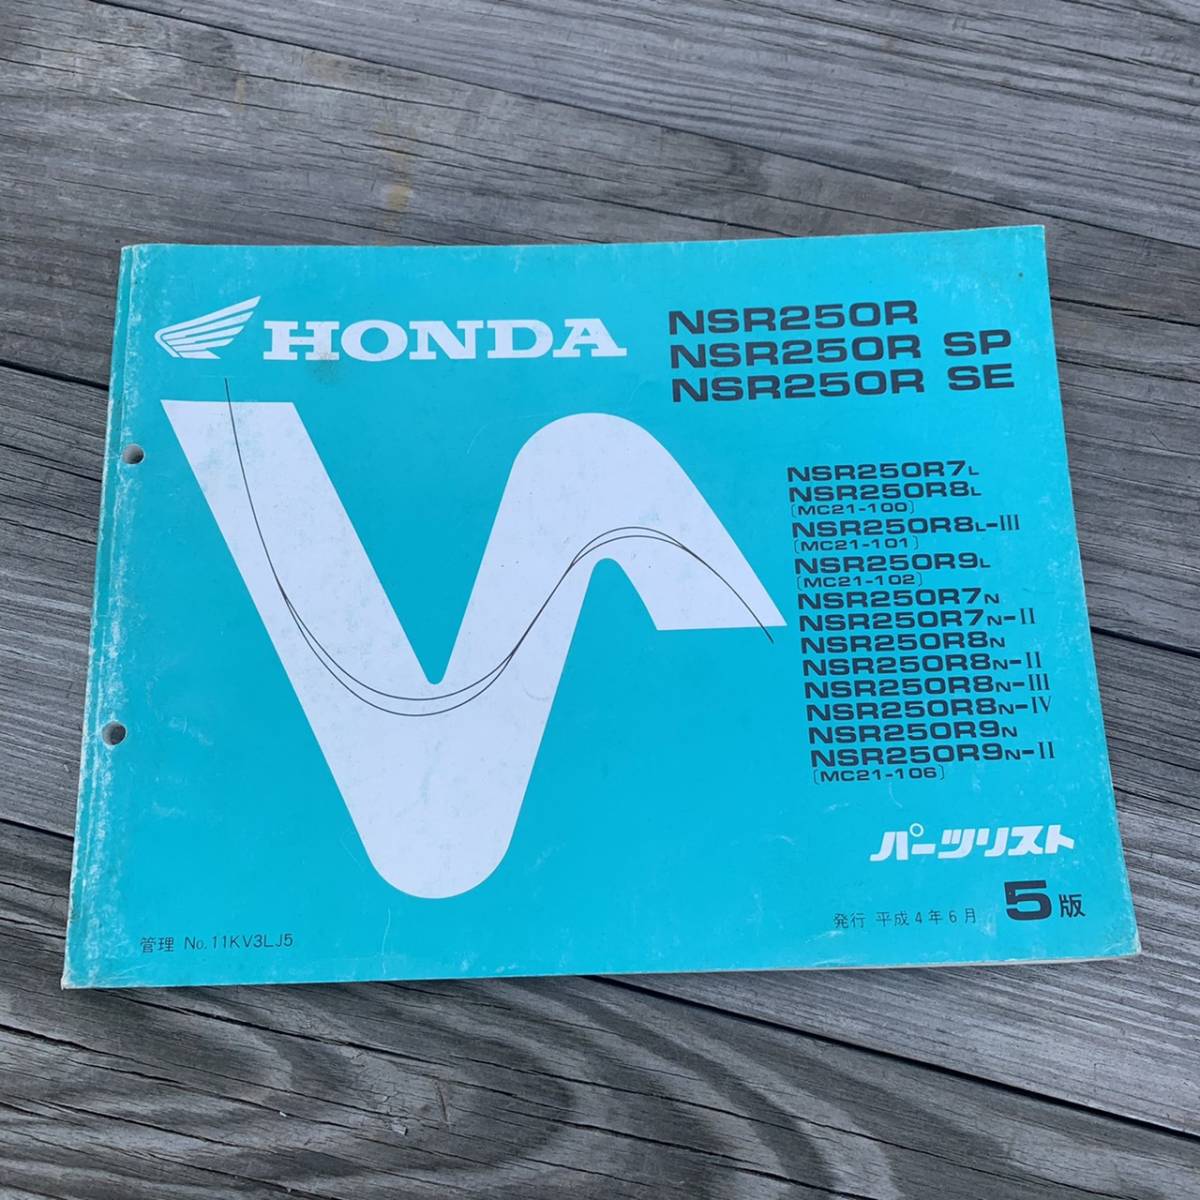 HONDA
NSR250R
NSR250R SP
NSR250R SE
NSR250R7L
NSR250R8L
[MC21-100]
NSR250R8L-III
[MC21-101]
NSR250R9L
[MC21-102]
NSR250R7N
NSR250R7N-II
NSR250R8N
NSR250R8N-II
NSR250R8N-III
NSR250R8N-IV
NSR250R9N
NSR250R9N-II
[MC21-106]
パーツリスト
発行 平成4年6月 5版
管理 No.11KV3LJ5